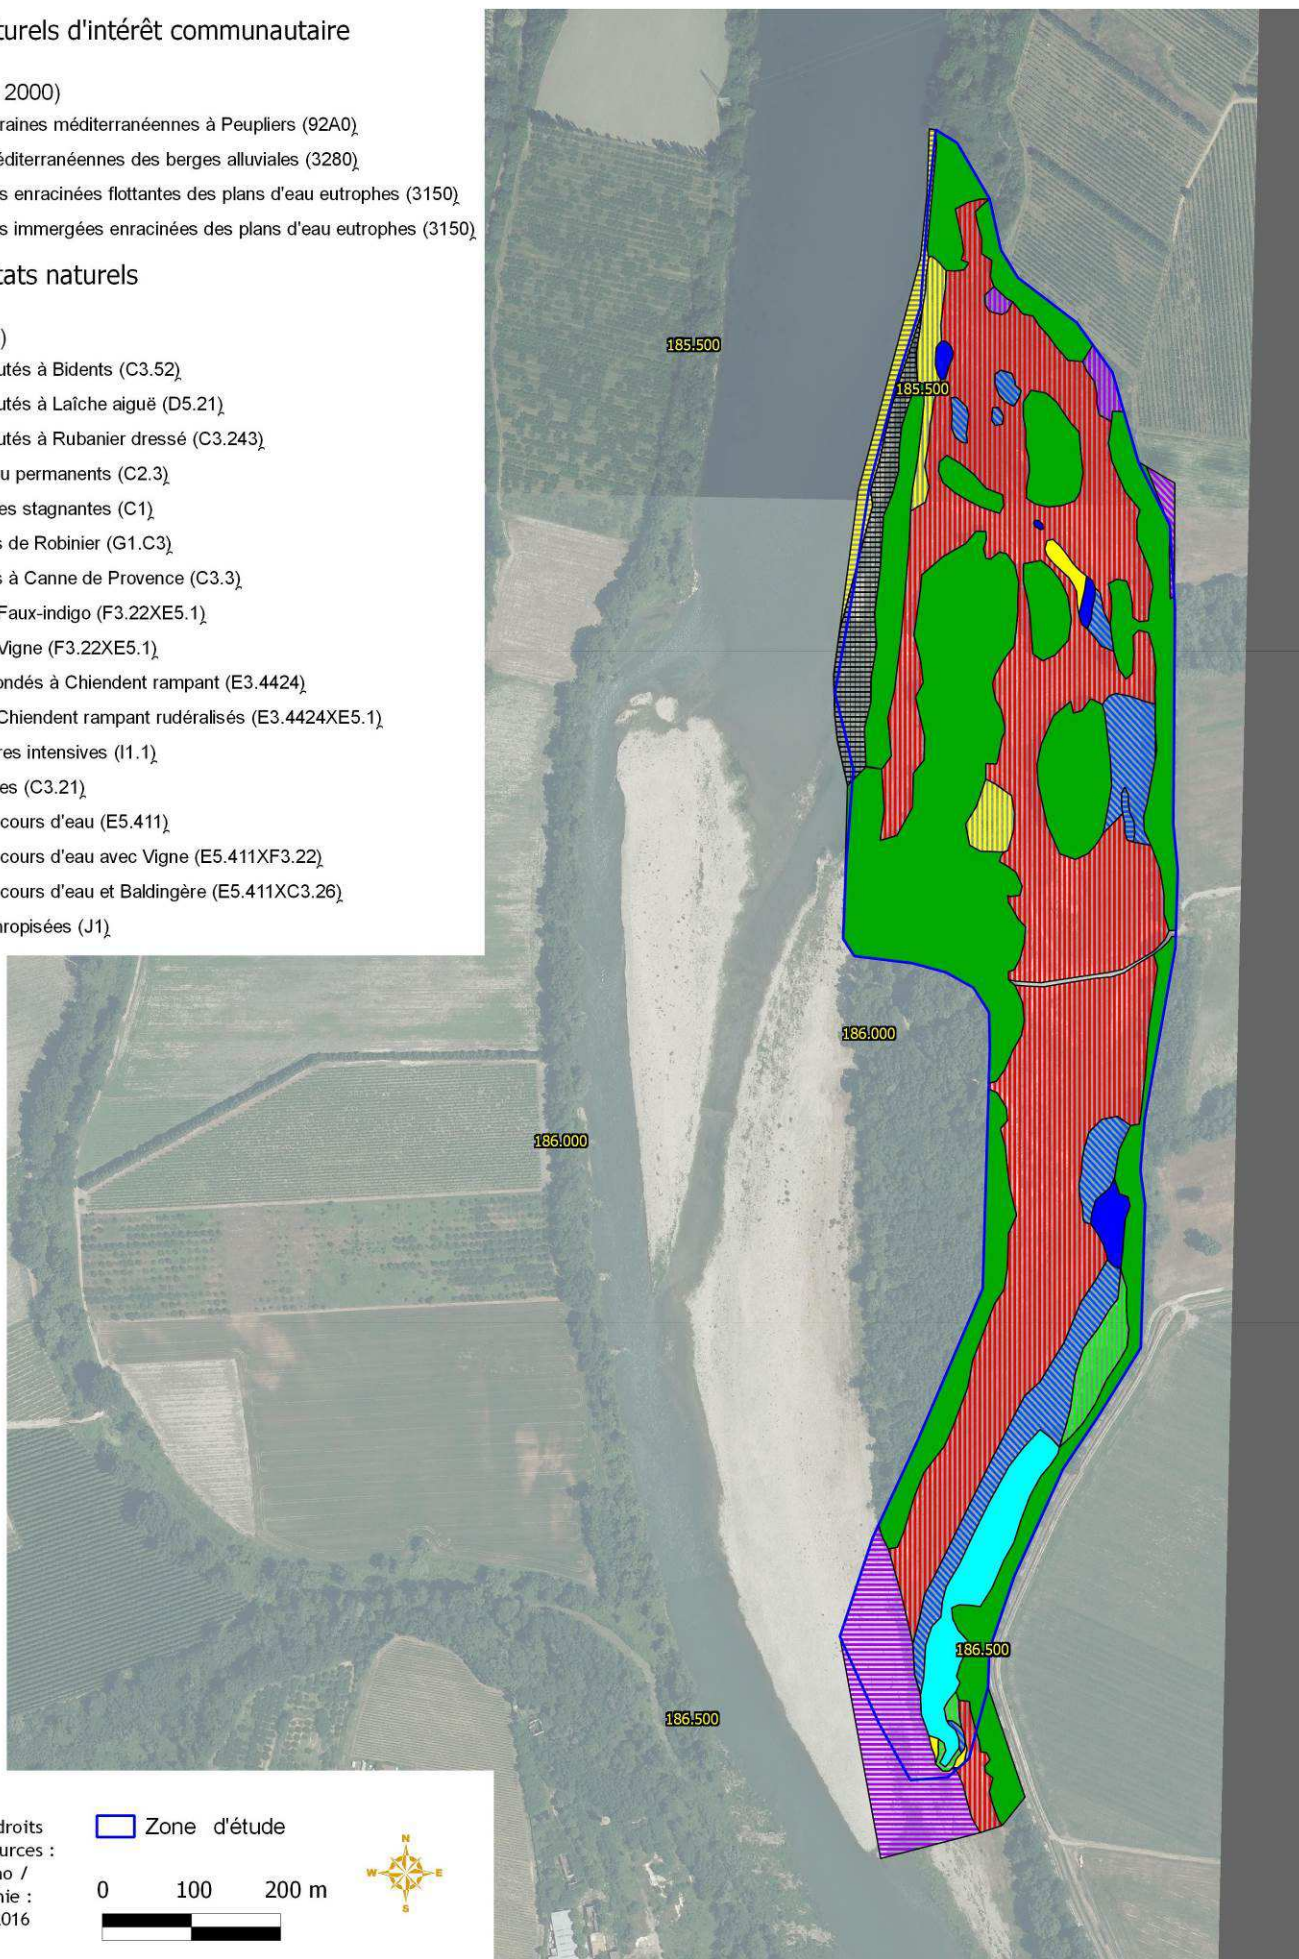 turels d'intérêt communautaire
2000)
raines méditerranéennes à Peupliers (92A0)
éditerranéennes des berges alluviales (3280)
s enracinées flottantes des plans d'eau eutrophes (3150)
s immergées enracinées des plans d'eau eutrophes (3150)
tats naturels
)
utés à Bidents (C3.52)
utés à Laîche aiguë (D5.21)
utés à Rubanier dressé (C3.243)
u permanents (C2.3)
es stagnantes (C1)
s de Robinier (G1.C3)
s à Canne de Provence (C3.3)
Faux-indigo (F3.22XE5.1)
Vigne (F3.22XE5.1)
ondés à Chiendent rampant (E3.4424)
Chiendent rampant rudéralisés (E3.4424XE5.1)
res intensives (I1.1)
es (C3.21)
cours d'eau (E5.411)
cours d'eau avec Vigne (E5.411XF3.22)
cours d'eau et Baldingère (E5.411XC3.26)
hropisées (J1)
185.500
185.500
186.000
186.000
186.500
186.500
droits
urces :
no /
nie :
016
Zone d'étude
0 100 200 m
N
W E
S